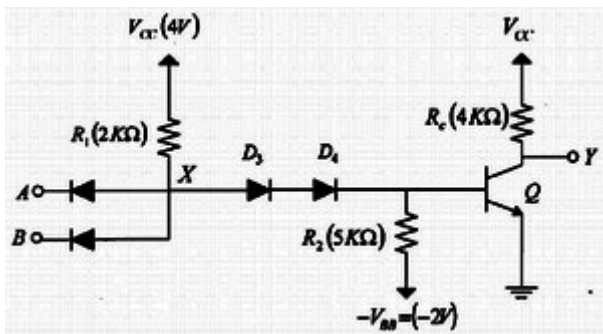 V_CC (4V)
V_CC
R_1 (2KΩ)
R_c (4KΩ)
D_3
D_4
X
Y
A
Q
B
R_2 (5KΩ)
-V_BB=(-2V)